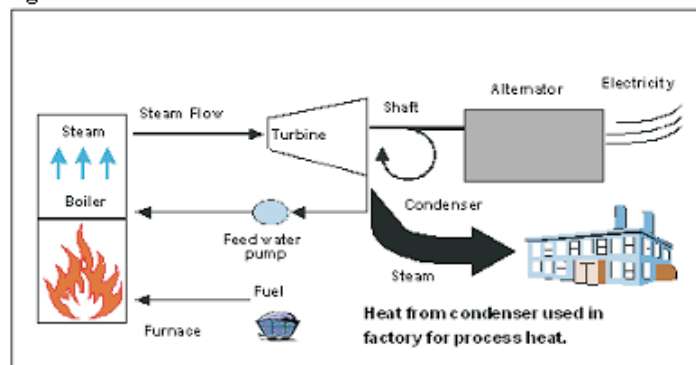 Electricity
Alternator
Shaft
Steam Flow
Steam
Turbine
Boiler
Condenser
Feed water
pump
Steam
Fuel
Heat from condenser used in
factory for process heat.
Furnace